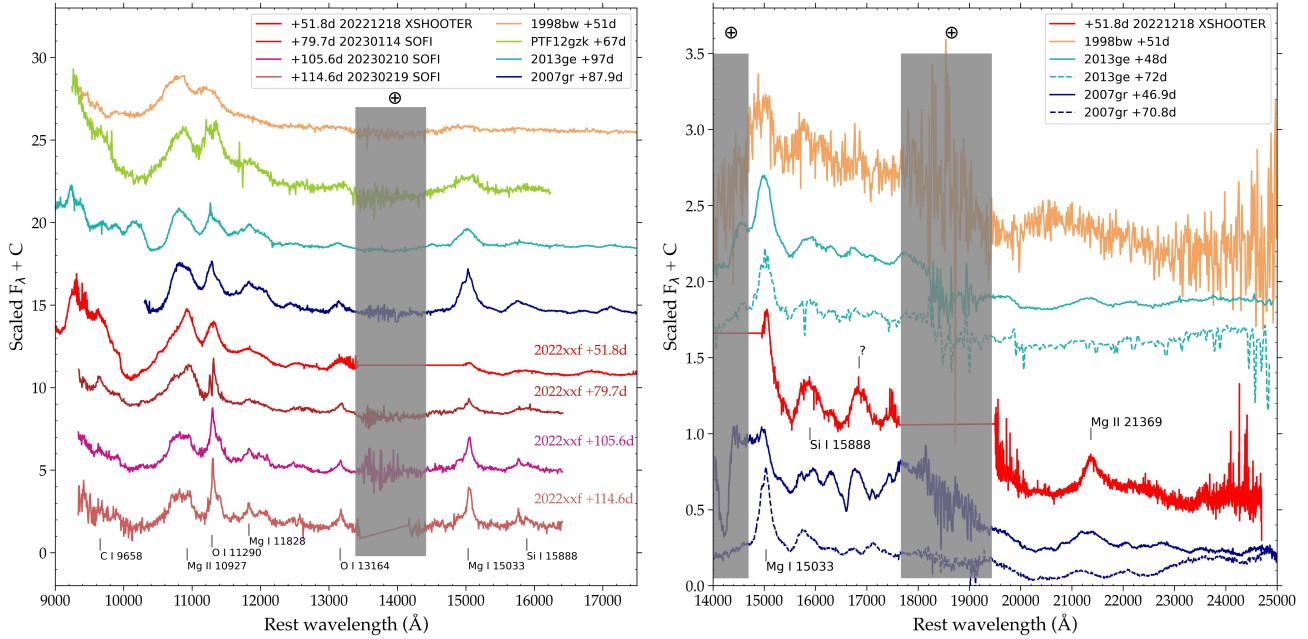 +51.8d 20221218 XSHOOTER
+79.7d 20230114 SOFI
+105.6d 20230210 SOFI
+114.6d 20230219 SOFI
1998bw +51d
PTF12gzk +67d
2013ge +97d
2007gr +87.9d
⊕
2022xxf +51.8d
2022xxf +79.7d
2022xxf +105.6d
2022xxf +114.6d
C I 9658
Mg II 10927
O I 11290
Mg I 11828
O I 13164
Mg I 15033
Si I 15888
Scaled Fλ + C
0
5
10
15
20
25
30
9000
10000
11000
12000
13000
14000
15000
16000
17000
Rest wavelength (Å)
⊕
⊕
+51.8d 20221218 XSHOOTER
1998bw +51d
2013ge +48d
2013ge +72d
2007gr +46.9d
2007gr +70.8d
?
Si I 15888
Mg II 21369
Mg I 15033
Scaled Fλ + C
0.0
0.5
1.0
1.5
2.0
2.5
3.0
3.5
14000
15000
16000
17000
18000
19000
20000
21000
22000
23000
24000
25000
Rest wavelength (Å)